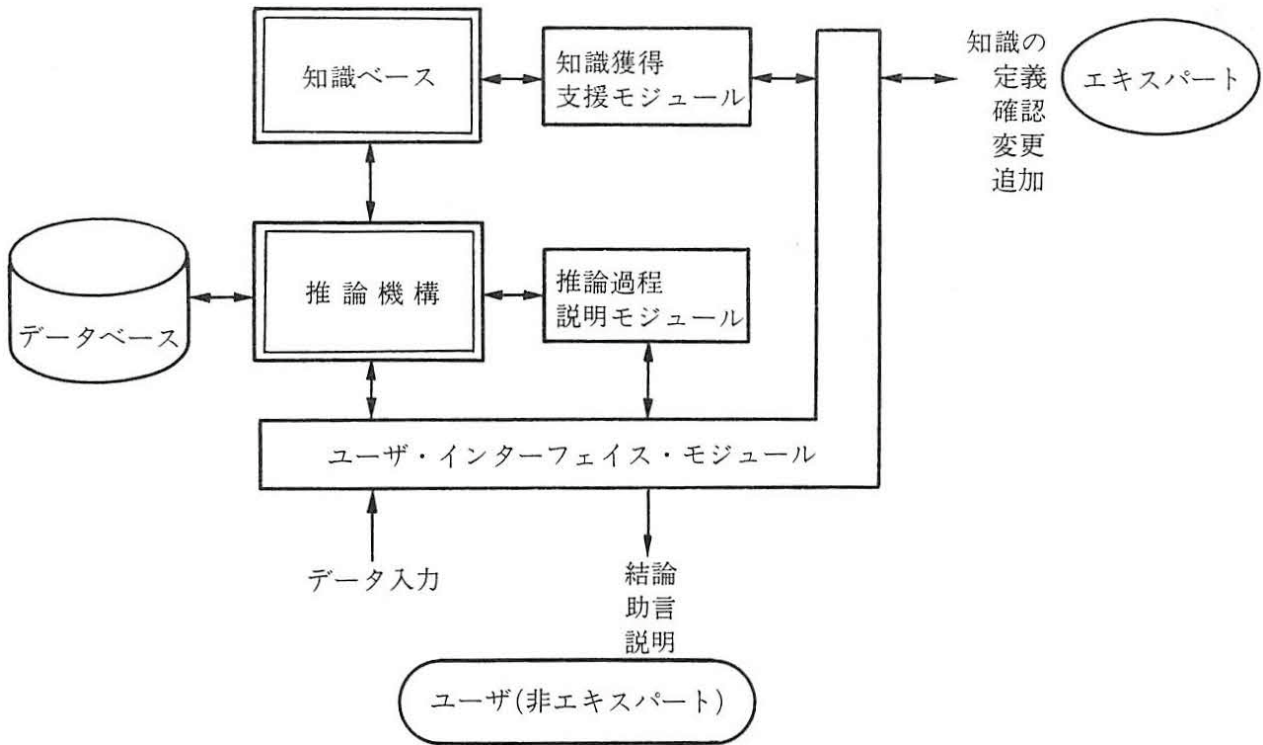 知識ベース
知識獲得
支援モジュール
知識の
定義
確認
変更
追加
エキスパート
データベース
推論機構
推論過程
説明モジュール
ユーザ・インターフェイス・モジュール
データ入力
結論
助言
説明
ユーザ(非エキスパート)